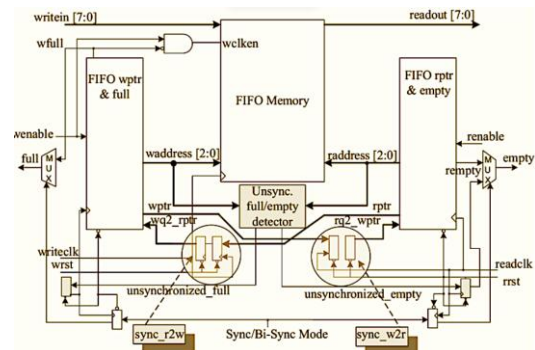 writein [7:0]
readout [7:0]
wfull
wclken
FIFO wptr
& full
FIFO Memory
FIFO rptr
& empty
wenable
renable
full
MUX
waddress [2:0]
raddress [2:0]
rempty
MUX
empty
Unsync.
full/empty
detector
wptr
rptr
wq2_rptr
rq2_wptr
writeclk
wrst
readclk
rrst
unsynchronized_full
unsynchronized_empty
Sync/Bi-Sync Mode
sync_r2w
sync_w2r